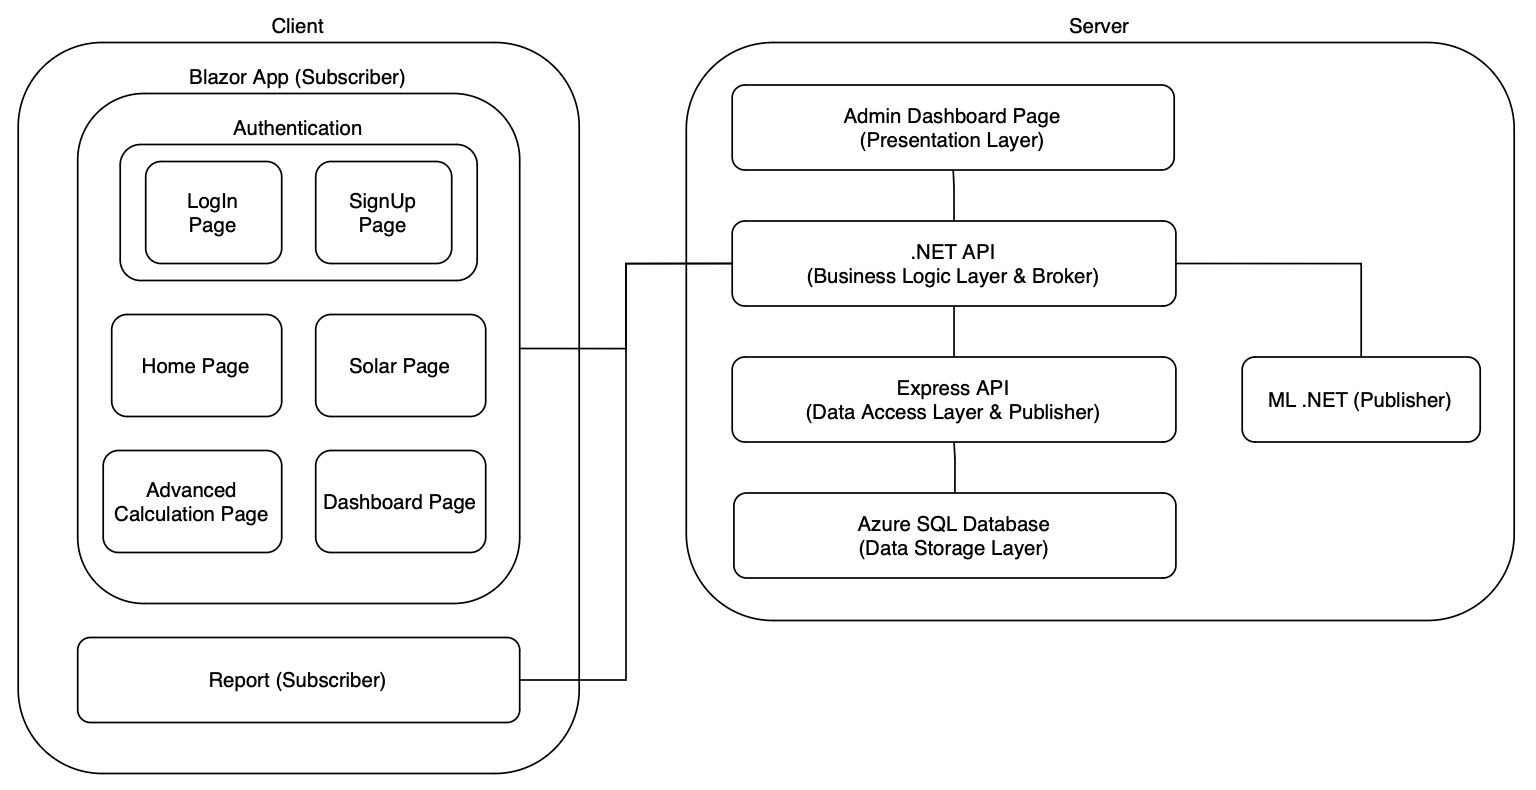 Client
Blazor App (Subscriber)
Authentication
LogIn
Page
SignUp
Page
Home Page
Solar Page
Advanced
Calculation Page
Dashboard Page
Report (Subscriber)
Server
Admin Dashboard Page
(Presentation Layer)
.NET API
(Business Logic Layer & Broker)
Express API
(Data Access Layer & Publisher)
ML .NET (Publisher)
Azure SQL Database
(Data Storage Layer)